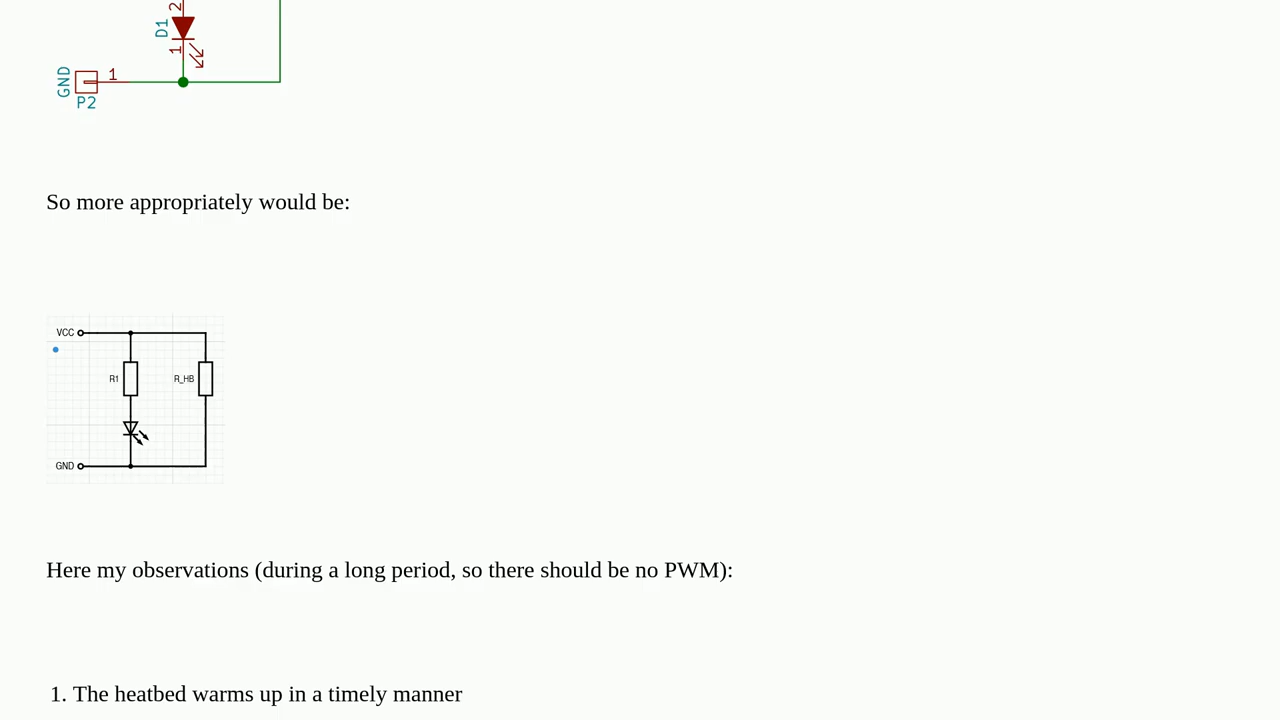 2
D1
1
GND
1
P2
So more appropriately would be:
VCC
R1
R_HB
GND
Here my observations (during a long period, so there should be no PWM):
1. The heatbed warms up in a timely manner